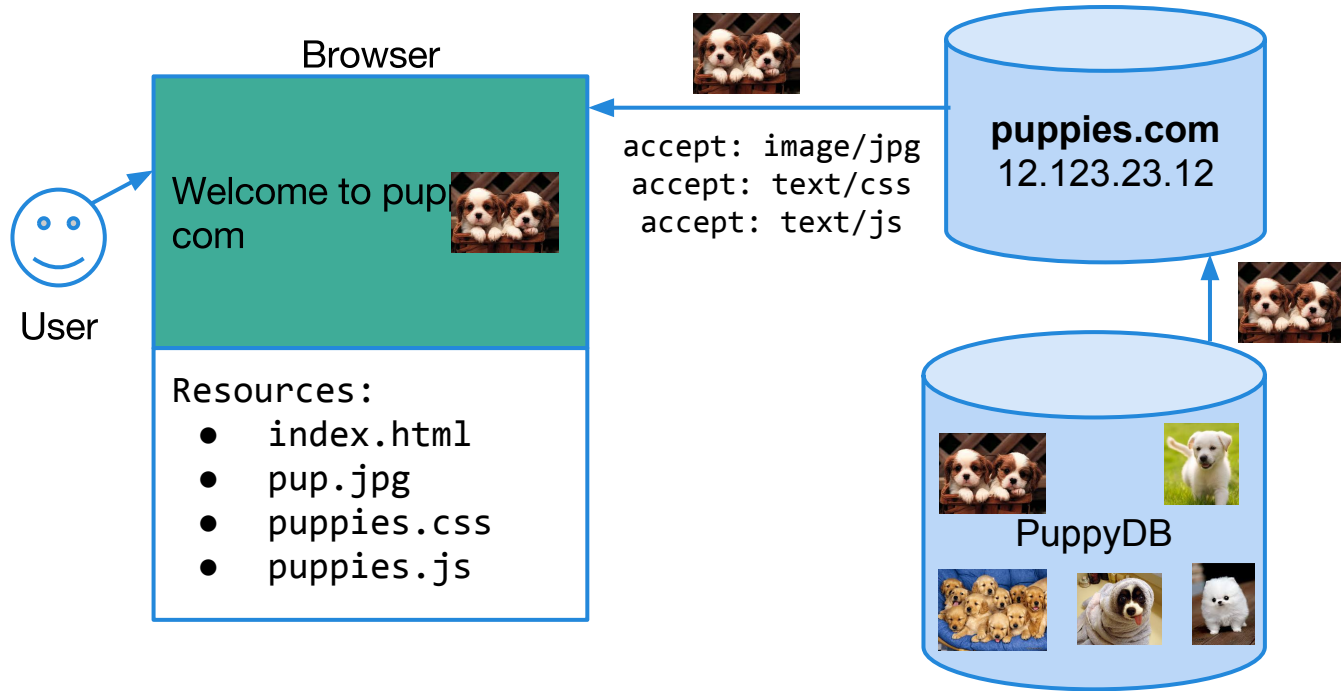 Browser
Welcome to pup
com
User
Resources:
● index.html
● pup.jpg
● puppies.css
● puppies.js
accept: image/jpg
accept: text/css
accept: text/js
puppies.com
12.123.23.12
PuppyDB